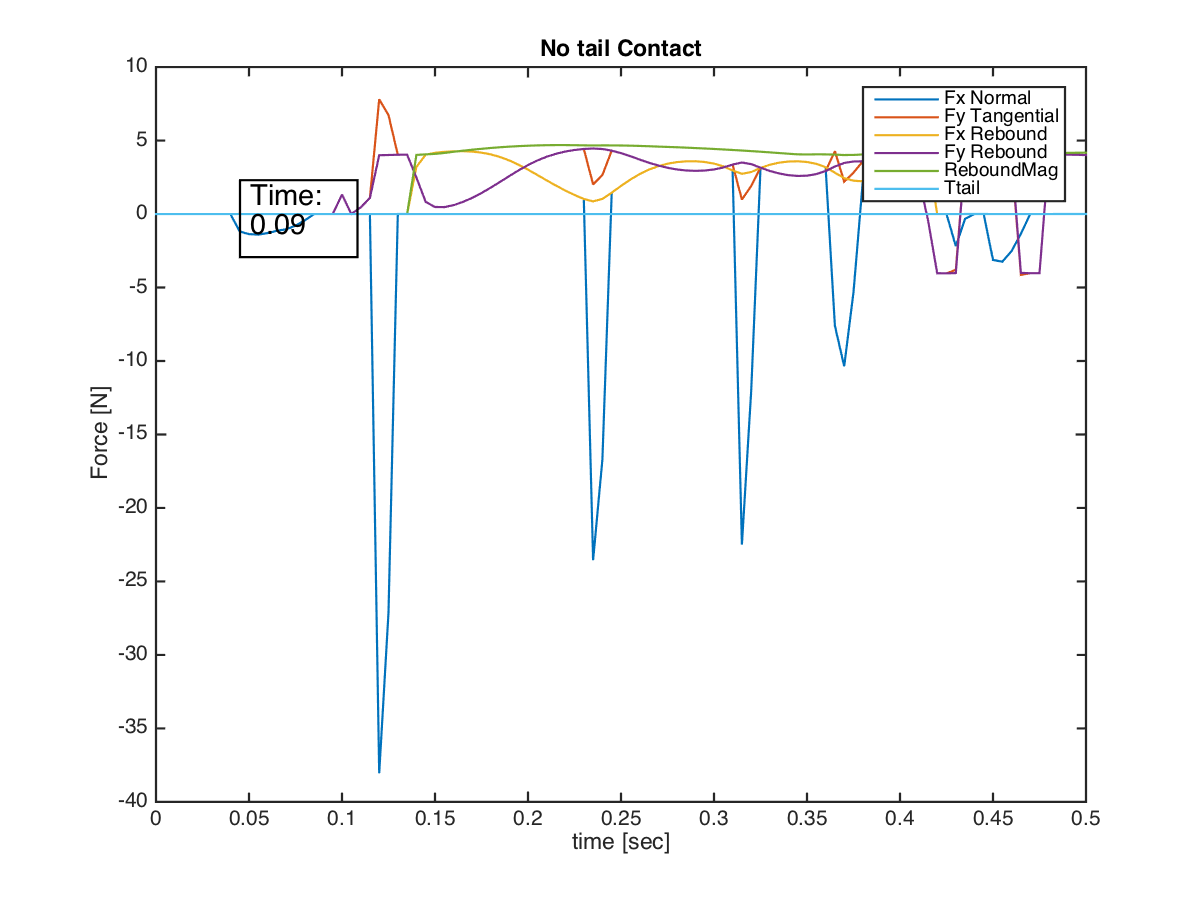 No tail Contact
10
5
0
-5
-10
-15
-20
-25
-30
-35
-40
Force [N]
Time:
0.09
Fx Normal
Fy Tangential
Fx Rebound
Fy Rebound
ReboundMag
Ttail
0 0.05 0.1 0.15 0.2 0.25 0.3 0.35 0.4 0.45 0.5
time [sec]